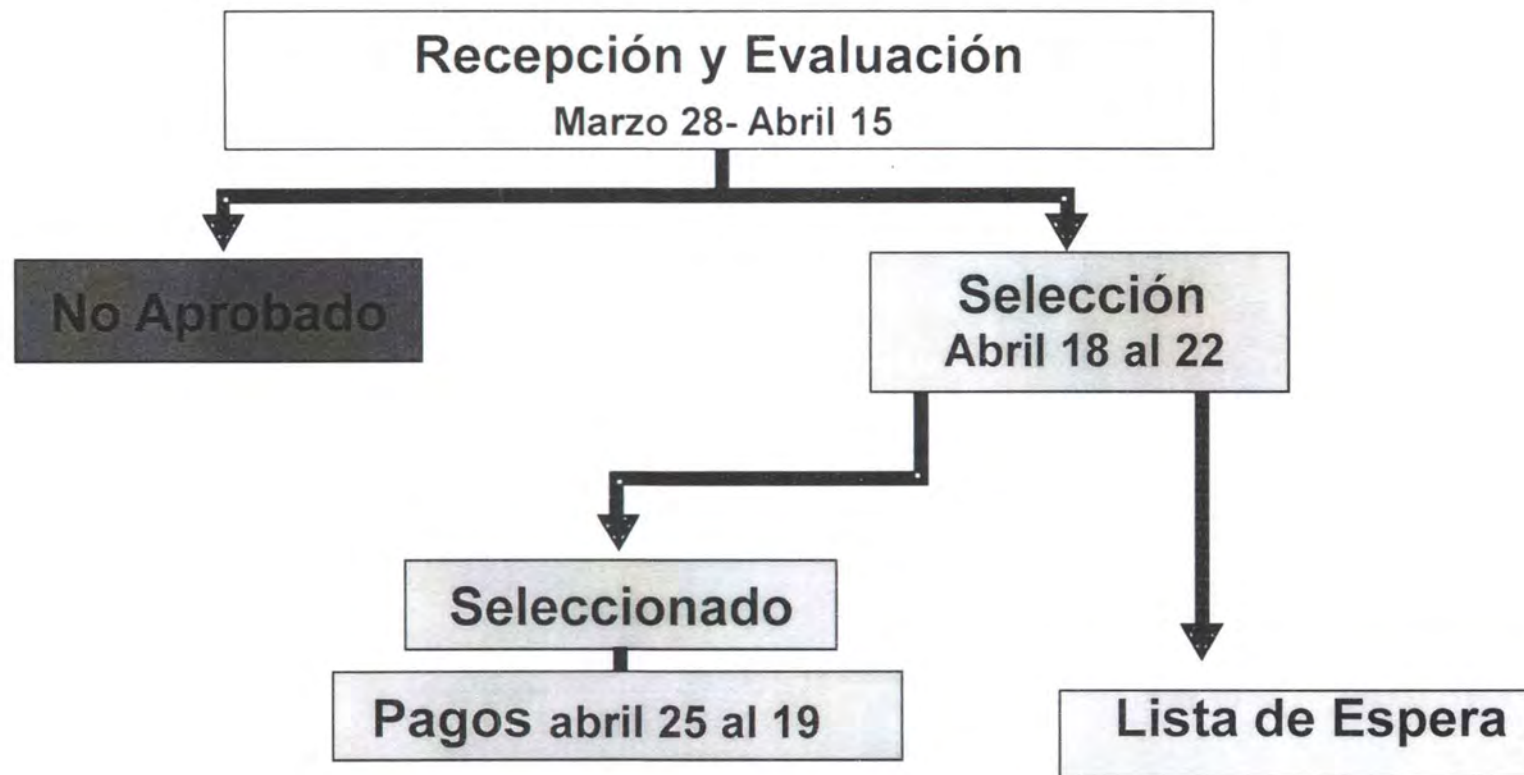 Recepción y Evaluación
Marzo 28- Abril 15
No Aprobado
Selección
Abril 18 al 22
Seleccionado
Pagos abril 25 al 19
Lista de Espera